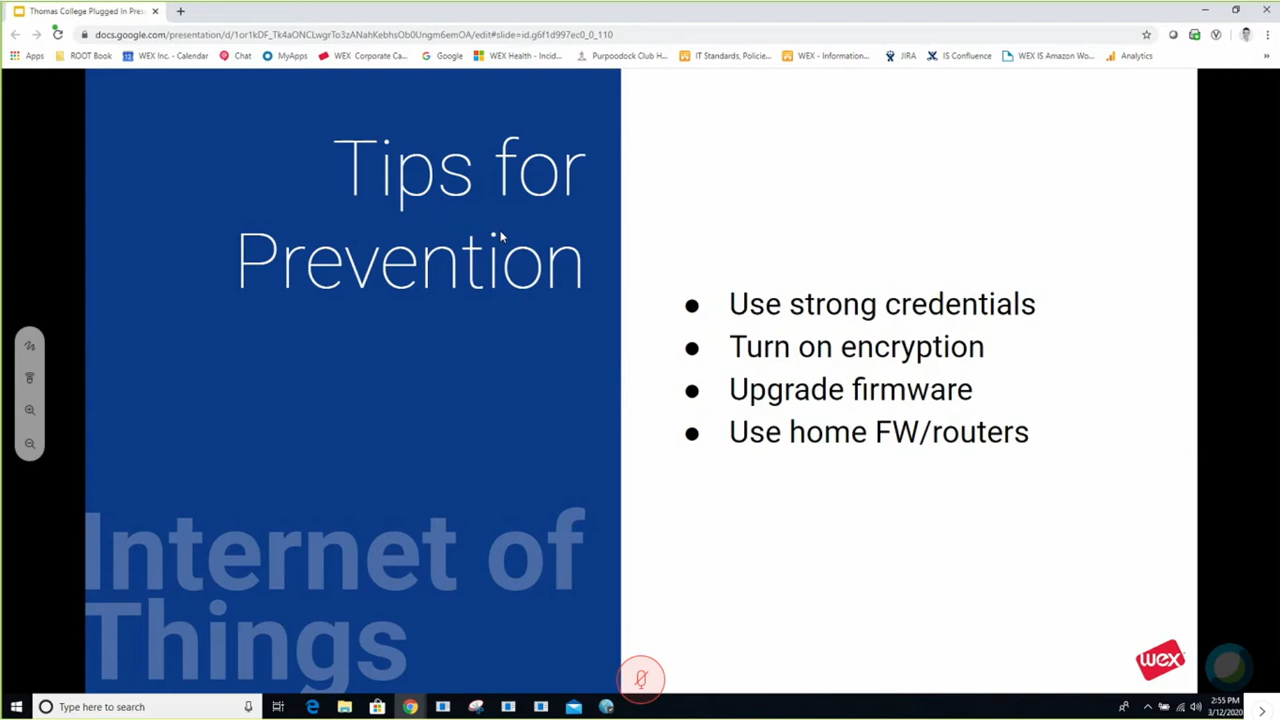 Thomas College Plugged In Pres
docs.google.com/presentation/d/1or1kDF_Tk4aONCLwgrTo3zANahKebhsOb0Ungm6emOA/edit#slide=id.g6f1d997ec0_0_110
Apps ROOT Book WEX Inc. - Calendar Chat MyApps WEX Corporate Ca... Google WEX Health - Incid... Purpoodock Club H... IT Standards, Policie... WEX - Information... JIRA IS Confluence WEX IS Amazon Wo... Analytics
Tips for
Prevention
● Use strong credentials
● Turn on encryption
● Upgrade firmware
● Use home FW/routers
Internet of
Things
wex
Type here to search
2:55 PM
3/12/2020